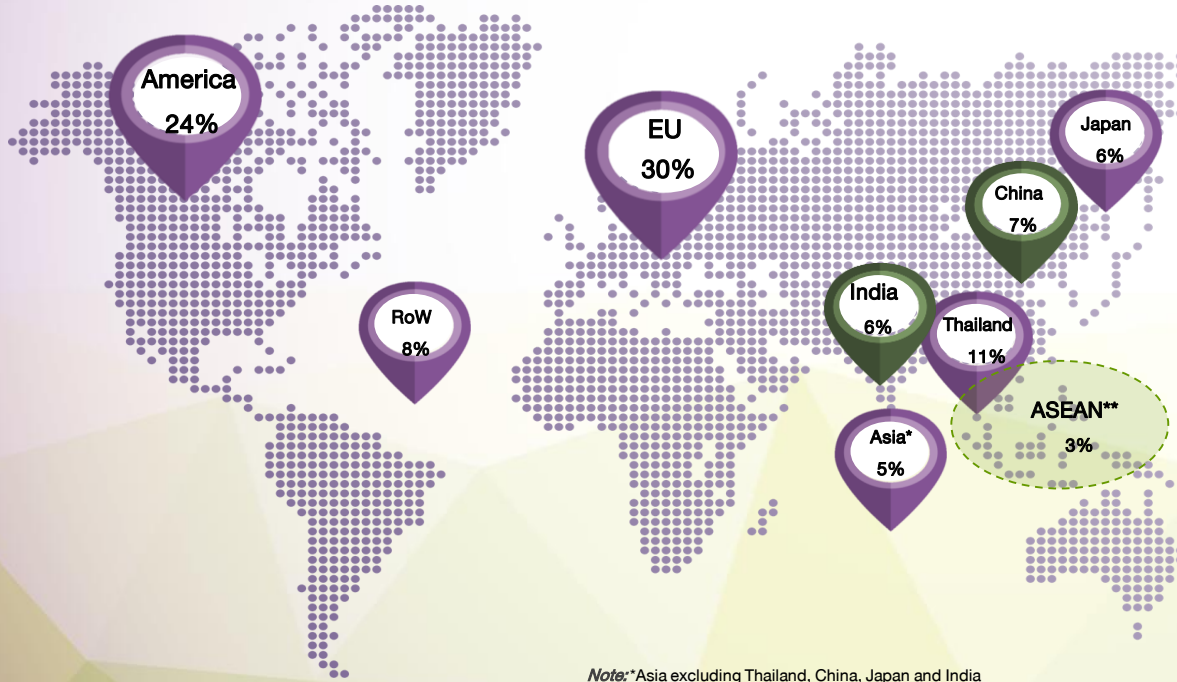 America
24%
EU
30%
Japan
6%
China
7%
India
6%
Thailand
11%
RoW
8%
ASEAN**
3%
Asia*
5%
Note:*Asia excluding Thailand, China, Japan and India